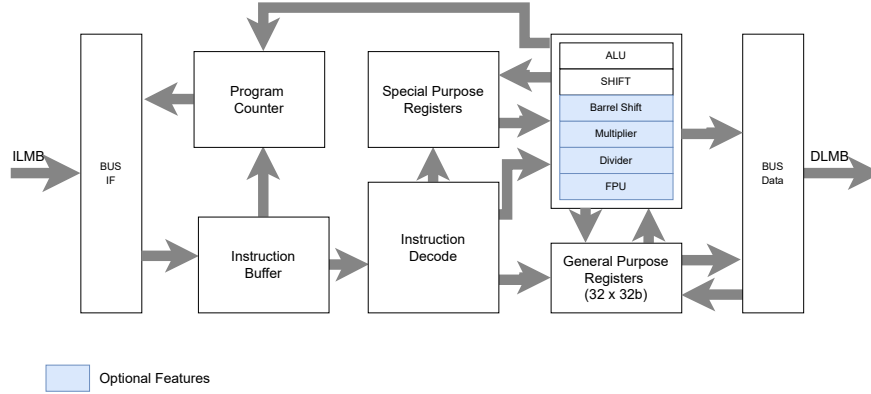 ILMB
BUS
IF
Program
Counter
Instruction
Buffer
Special Purpose
Registers
Instruction
Decode
ALU
SHIFT
Barrel Shift
Multiplier
Divider
FPU
General Purpose
Registers
(32 x 32b)
BUS
Data
DLMB
Optional Features